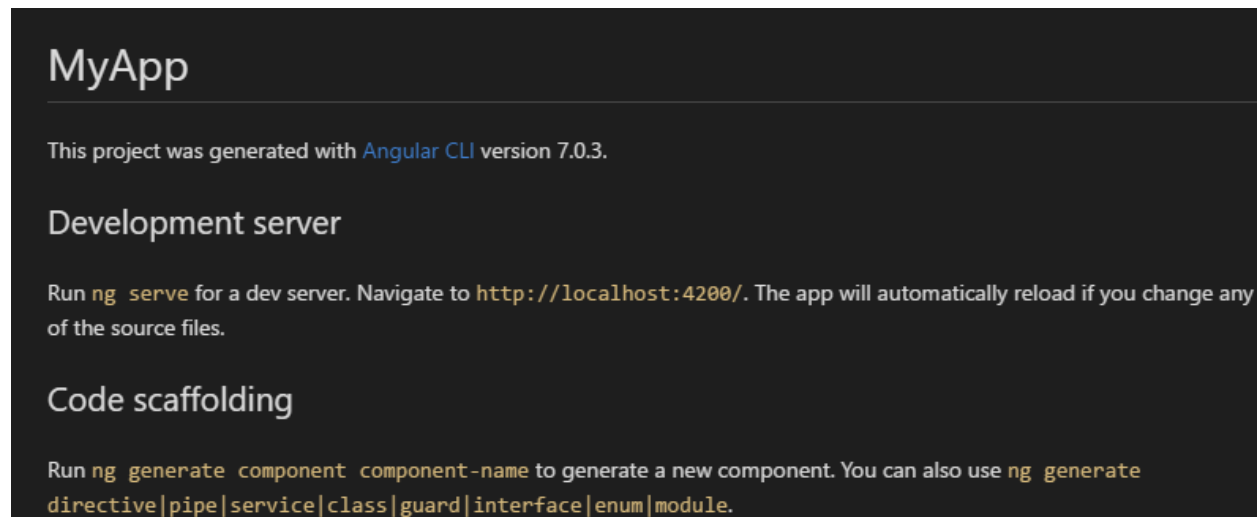 MyApp
This project was generated with Angular CLI version 7.0.3.
Development server
Run ng serve for a dev server. Navigate to http://localhost:4200/. The app will automatically reload if you change any
of the source files.
Code scaffolding
Run ng generate component component-name to generate a new component. You can also use ng generate
directive|pipe|service|class|guard|interface|enum|module.